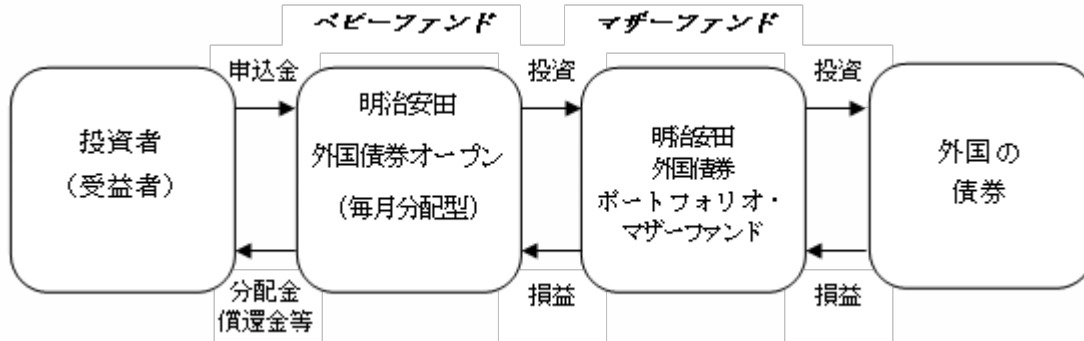 ベビーファンド
マザーファンド
申込金
投資
投資
投資者
（受益者）
明治安田
外国債券オープン
（毎月分配型）
明治安田
外国債券
ポートフォリオ・
マザーファンド
外国の
債券
分配金
償還金等
損益
損益